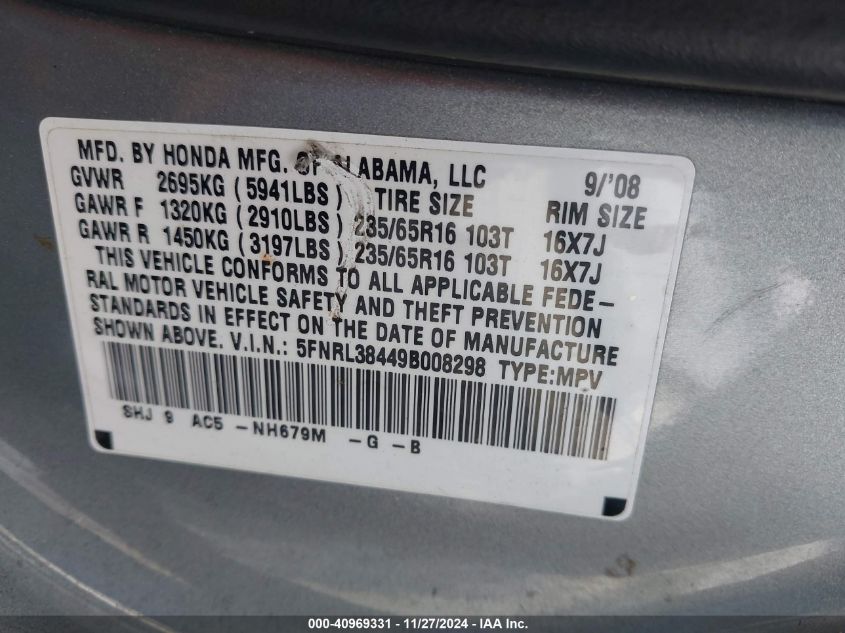 MFD. BY HONDA MFG. OF ALABAMA, LLC 9/'08
GVWR 2695KG (5941LBS) TIRE SIZE RIM SIZE
GAWR F 1320KG (2910LBS) 235/65R16 103T 16X7J
GAWR R 1450KG (3197LBS) 235/65R16 103T 16X7J
THIS VEHICLE CONFORMS TO ALL APPLICABLE FEDE-
RAL MOTOR VEHICLE SAFETY AND THEFT PREVENTION
STANDARDS IN EFFECT ON THE DATE OF MANUFACTURE
SHOWN ABOVE. V.I.N.: 5FNRL38449B008298 TYPE:MPV
SHJ 9 AC5 -NH679M -G -B
000-40969331 - 11/27/2024 - IAA Inc.